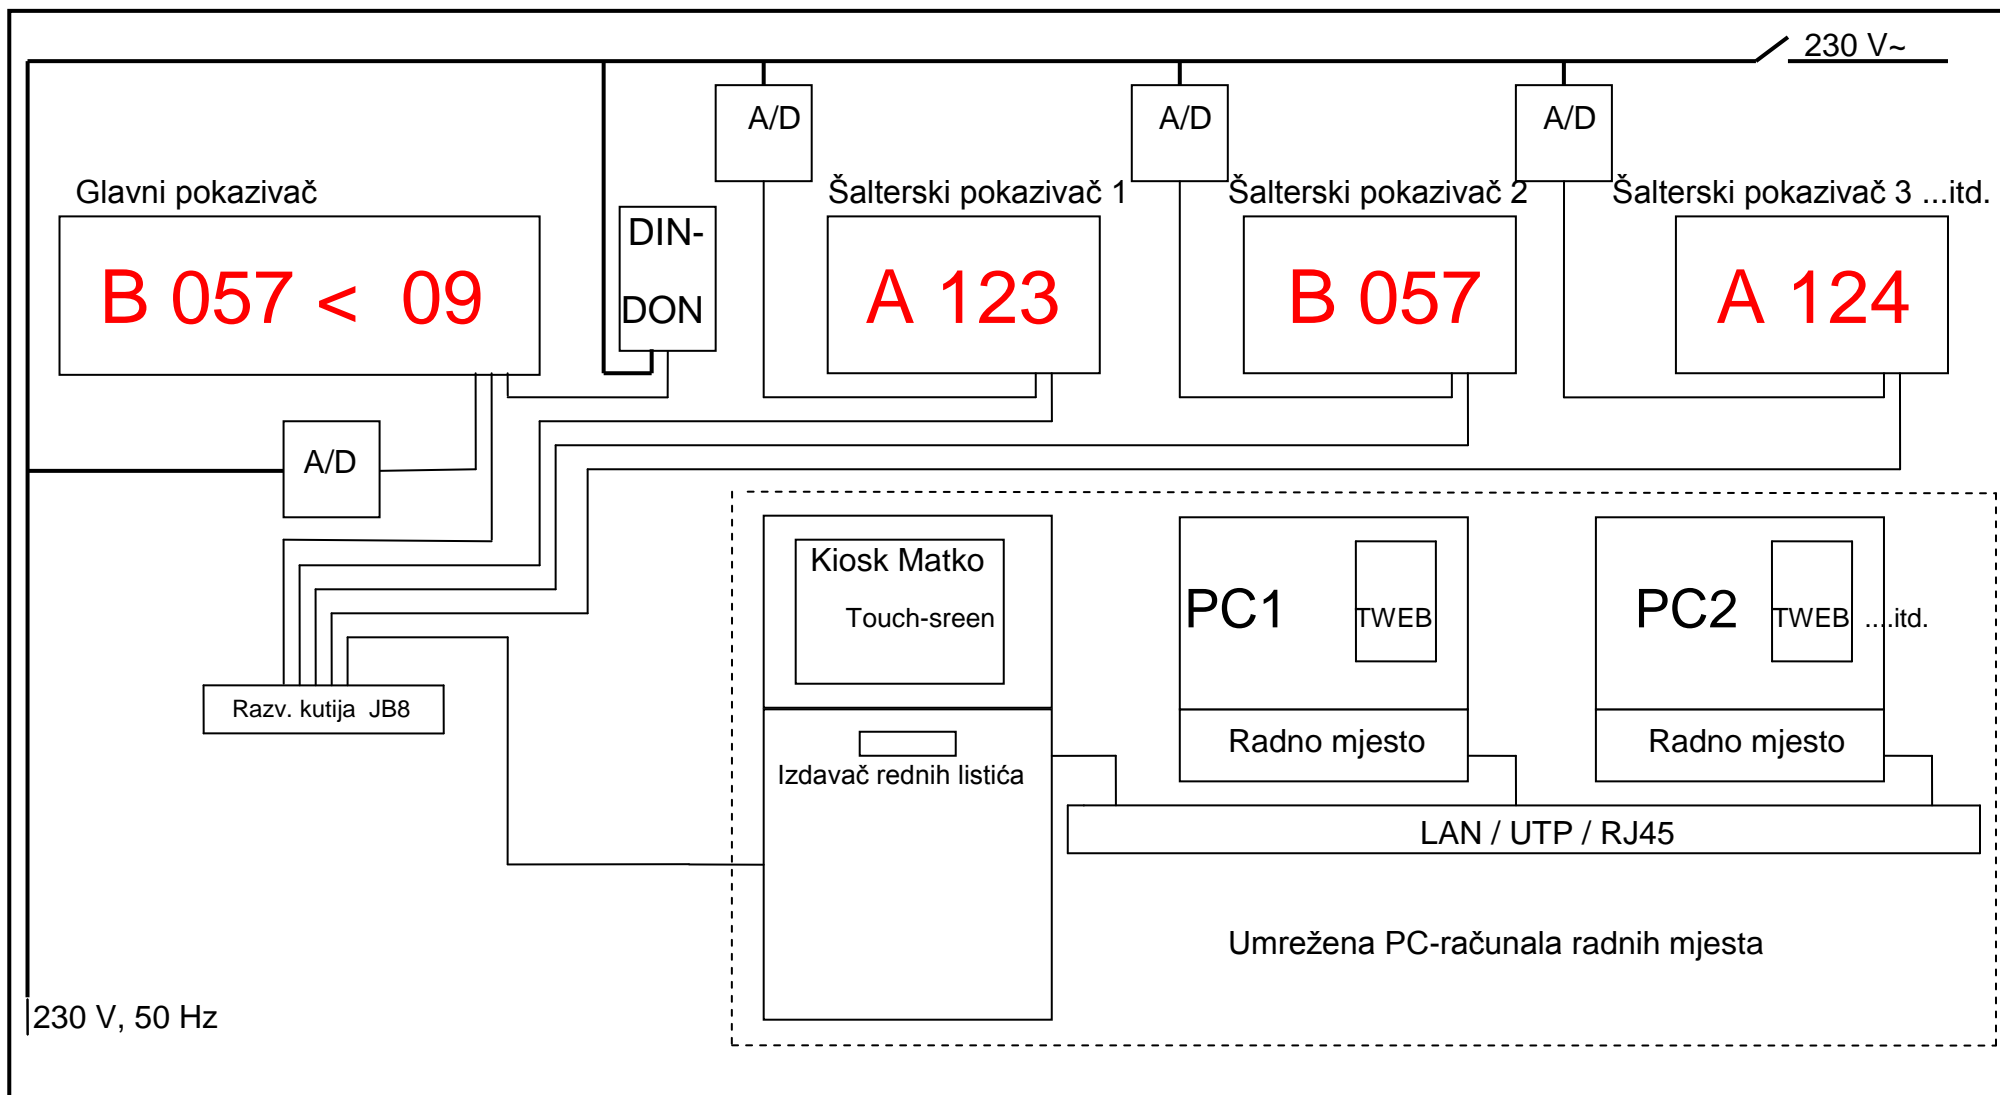 230 V~
A/D
A/D
A/D
Glavni pokazivač
Šalterski pokazivač 1
Šalterski pokazivač 2
Šalterski pokazivač 3 ...itd.
B 057 < 09
DIN-
DON
A 123
B 057
A 124
A/D
Kiosk Matko
Touch-sreen
PC1
TWEB
PC2
TWEB
....itd.
Razv. kutija JB8
Izdavač rednih listića
Radno mjesto
Radno mjesto
LAN / UTP / RJ45
Umrežena PC-računala radnih mjesta
230 V, 50 Hz